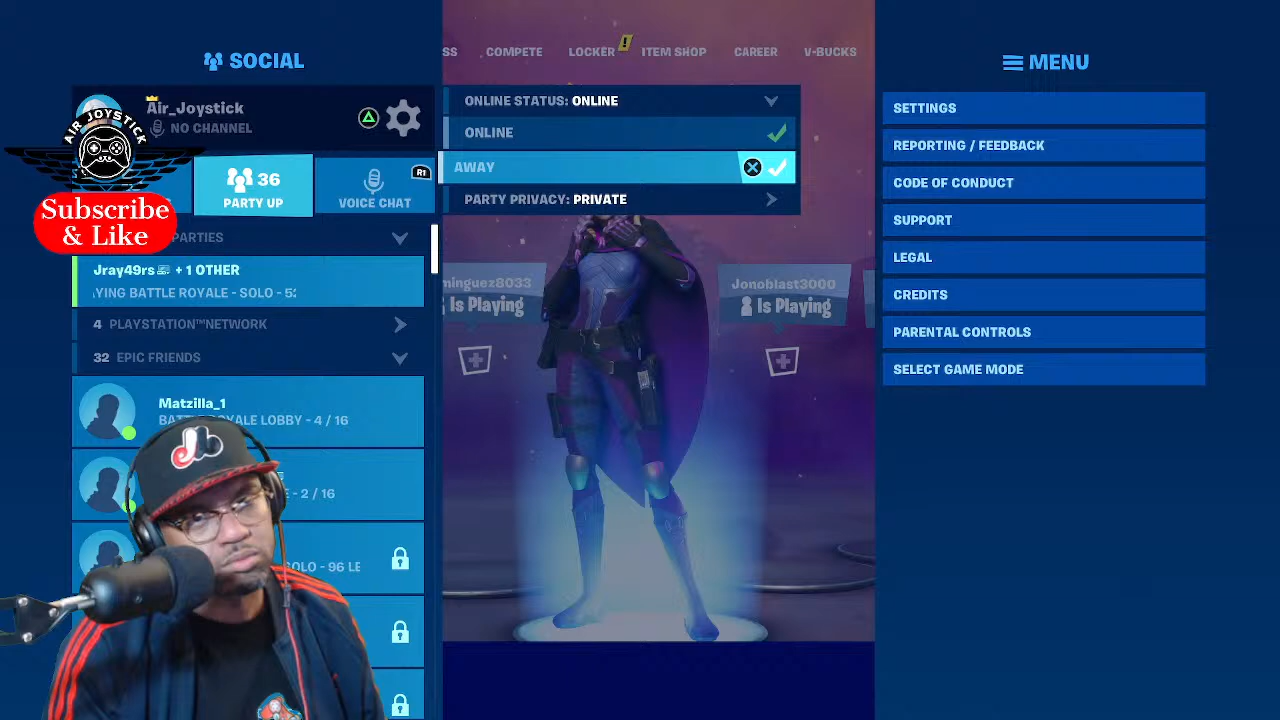 SOCIAL
Air_Joystick
NO CHANNEL
AIR JOYSTICK
36
PARTY UP
R1
VOICE CHAT
Subscribe
& Like
PARTIES
Jray49rs + 1 OTHER
YING BATTLE ROYALE - SOLO - 52
4 PLAYSTATION™NETWORK
32 EPIC FRIENDS
Matzilla_1
BATTLE ROYALE LOBBY - 4 / 16
- 2 / 16
SOLO - 96 LE
SS
COMPETE
LOCKER
!
ITEM SHOP
CAREER
V-BUCKS
ONLINE STATUS: ONLINE
ONLINE
AWAY
PARTY PRIVACY: PRIVATE
minguez8033
Is Playing
Jonoblast3000
Is Playing
MENU
SETTINGS
REPORTING / FEEDBACK
CODE OF CONDUCT
SUPPORT
LEGAL
CREDITS
PARENTAL CONTROLS
SELECT GAME MODE